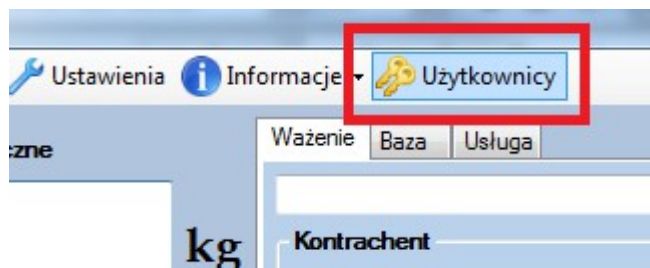 Ustawienia Informacje Użytkownicy
czne
Ważenie Baza Usługa
kg
Kontrachent